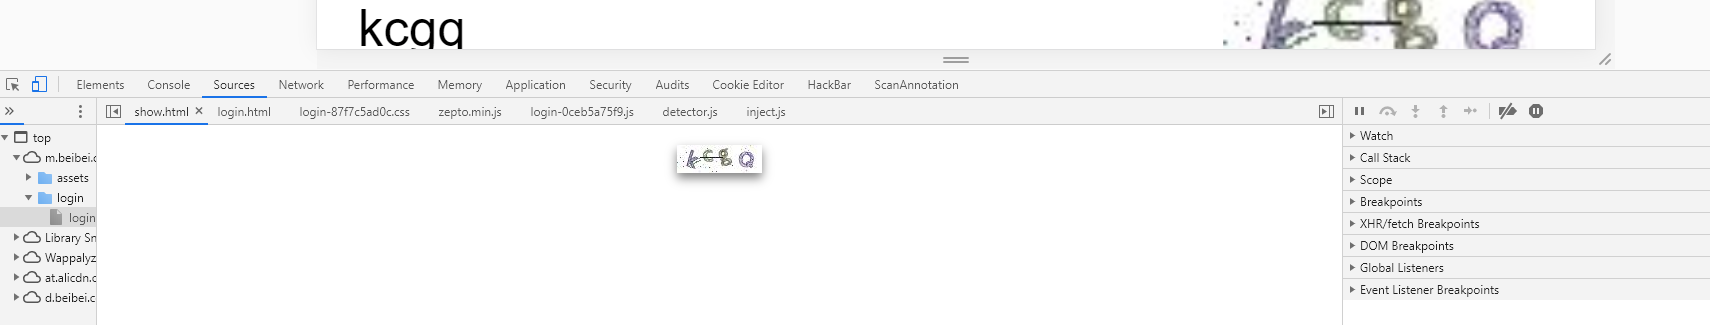 kcgq
Elements Console Sources Network Performance Memory Application Security Audits Cookie Editor HackBar ScanAnnotation
» show.html × login.html login-87f7c5ad0c.css zepto.min.js login-0ceb5a75f9.js detector.js inject.js
top
m.beibei.c
assets
login
login
Library Sn
Wappalyz
at.alicdn.c
d.beibei.c
k c g Q
Watch
Call Stack
Scope
Breakpoints
XHR/fetch Breakpoints
DOM Breakpoints
Global Listeners
Event Listener Breakpoints